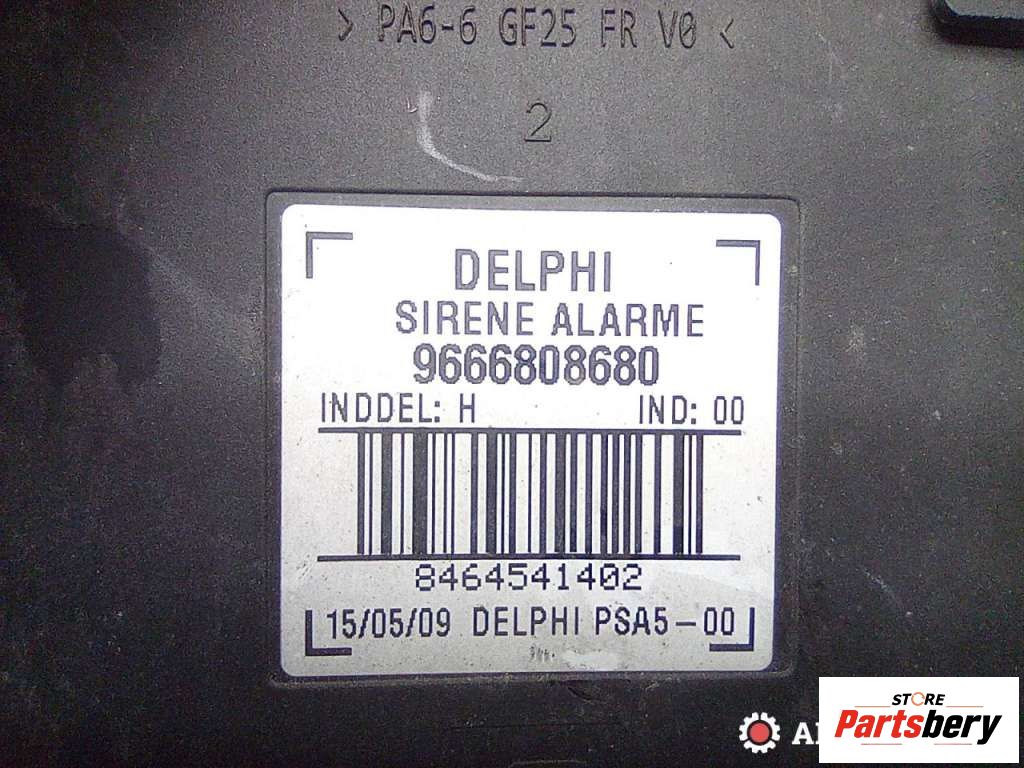 > PA6-6 GF25 FR V0 <
2
DELPHI
SIRENE ALARME
9666808680
INDDEL: H IND: 00
8464541402
15/05/09 DELPHI PSA5-00
STORE
Partsbery